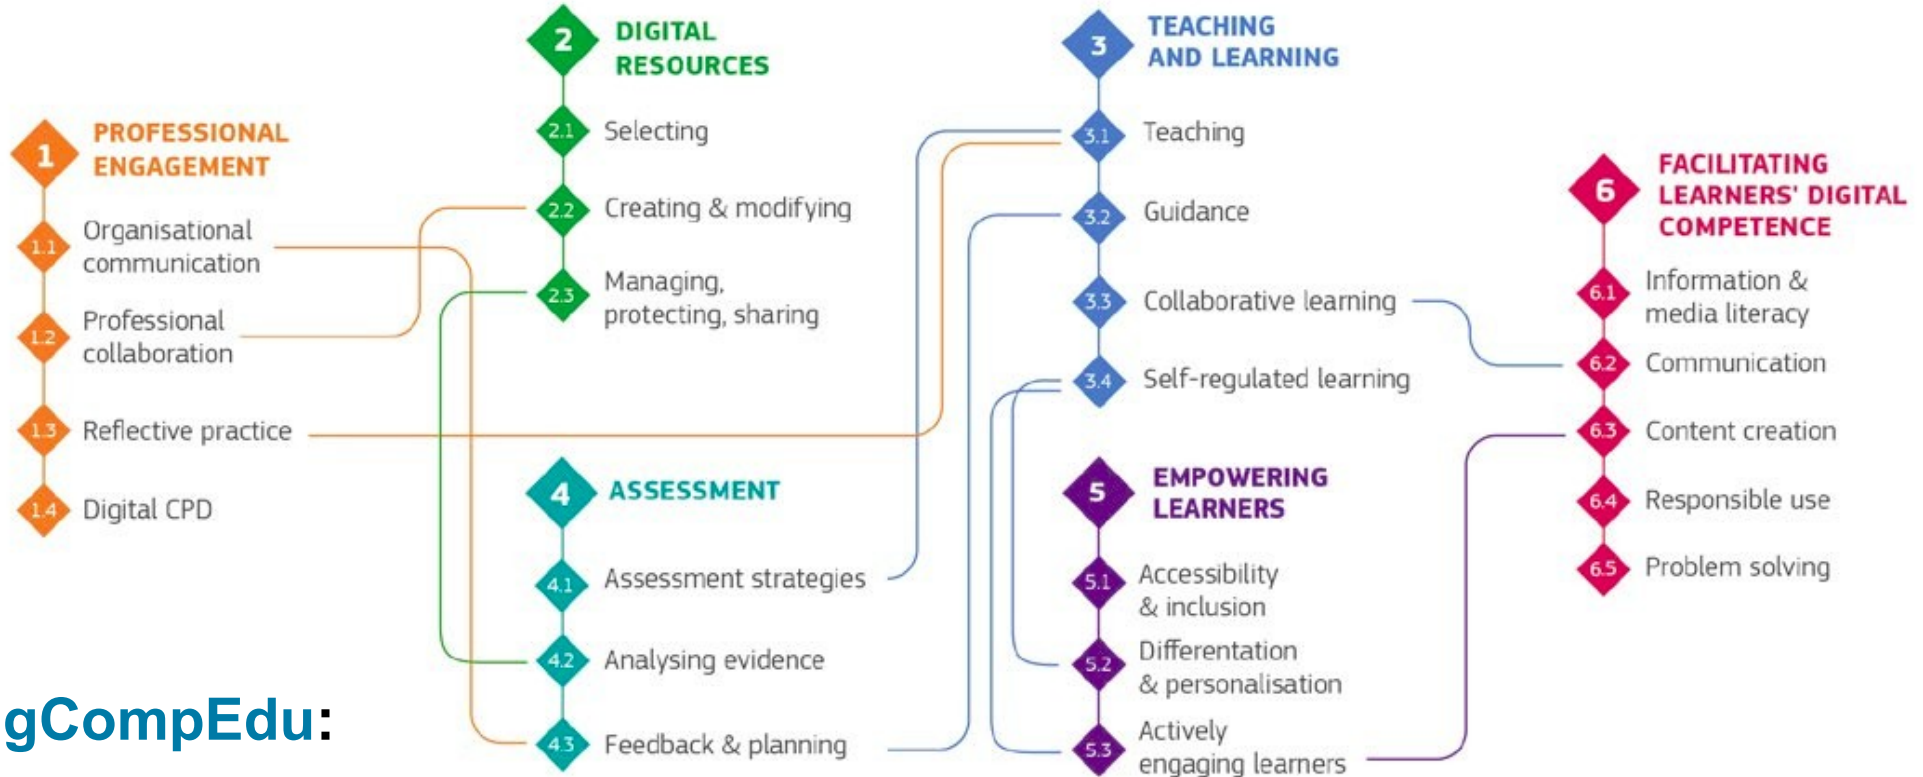 1
PROFESSIONAL
ENGAGEMENT
1.1
Organisational
communication
1.2
Professional
collaboration
1.3
Reflective practice
1.4
Digital CPD
2
DIGITAL
RESOURCES
2.1
Selecting
2.2
Creating & modifying
2.3
Managing,
protecting, sharing
3
TEACHING
AND LEARNING
3.1
Teaching
3.2
Guidance
3.3
Collaborative learning
3.4
Self-regulated learning
4
ASSESSMENT
4.1
Assessment strategies
4.2
Analysing evidence
4.3
Feedback & planning
5
EMPOWERING
LEARNERS
5.1
Accessibility
& inclusion
5.2
Differentation
& personalisation
5.3
Actively
engaging learners
6
FACILITATING
LEARNERS' DIGITAL
COMPETENCE
6.1
Information &
media literacy
6.2
Communication
6.3
Content creation
6.4
Responsible use
6.5
Problem solving
gCompEdu: